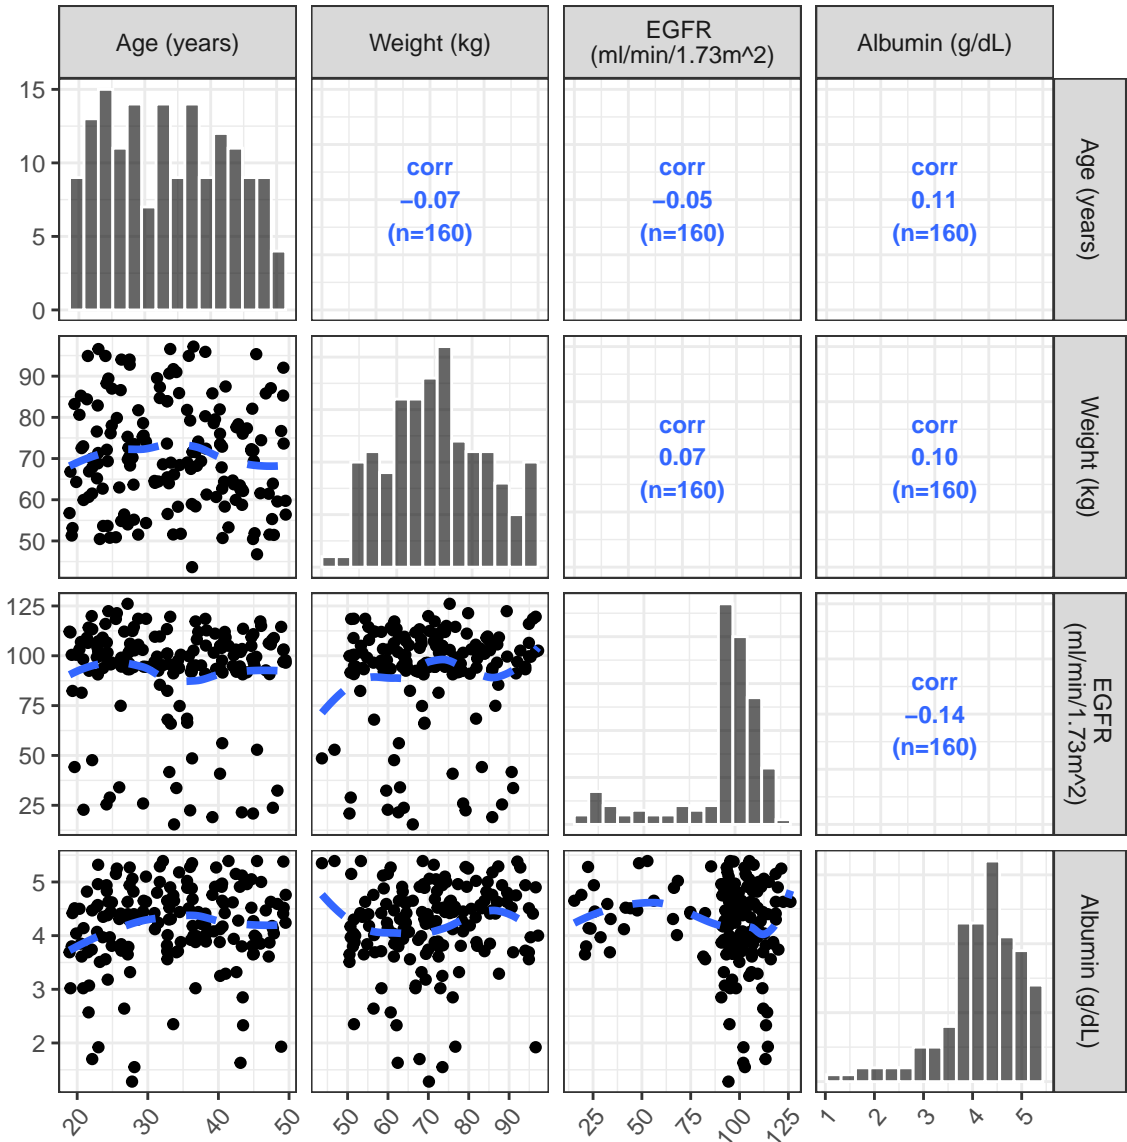 Age (years)
Weight (kg)
EGFR
(ml/min/1.73m^2)
Albumin (g/dL)
15
10
5
0
corr
−0.07
(n=160)
corr
−0.05
(n=160)
corr
0.11
(n=160)
Age (years)
90
80
70
60
50
corr
0.07
(n=160)
corr
0.10
(n=160)
Weight (kg)
125
100
75
50
25
corr
−0.14
(n=160)
EGFR
(ml/min/1.73m^2)
5
4
3
2
Albumin (g/dL)
20 30 40 50
50 60 70 80 90
25 50 75 100 125
1 2 3 4 5